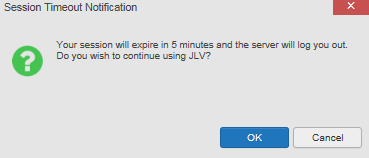 Session Timeout Notification
Your session will expire in 5 minutes and the server will log you out.
Do you wish to continue using JLV?
OK
Cancel